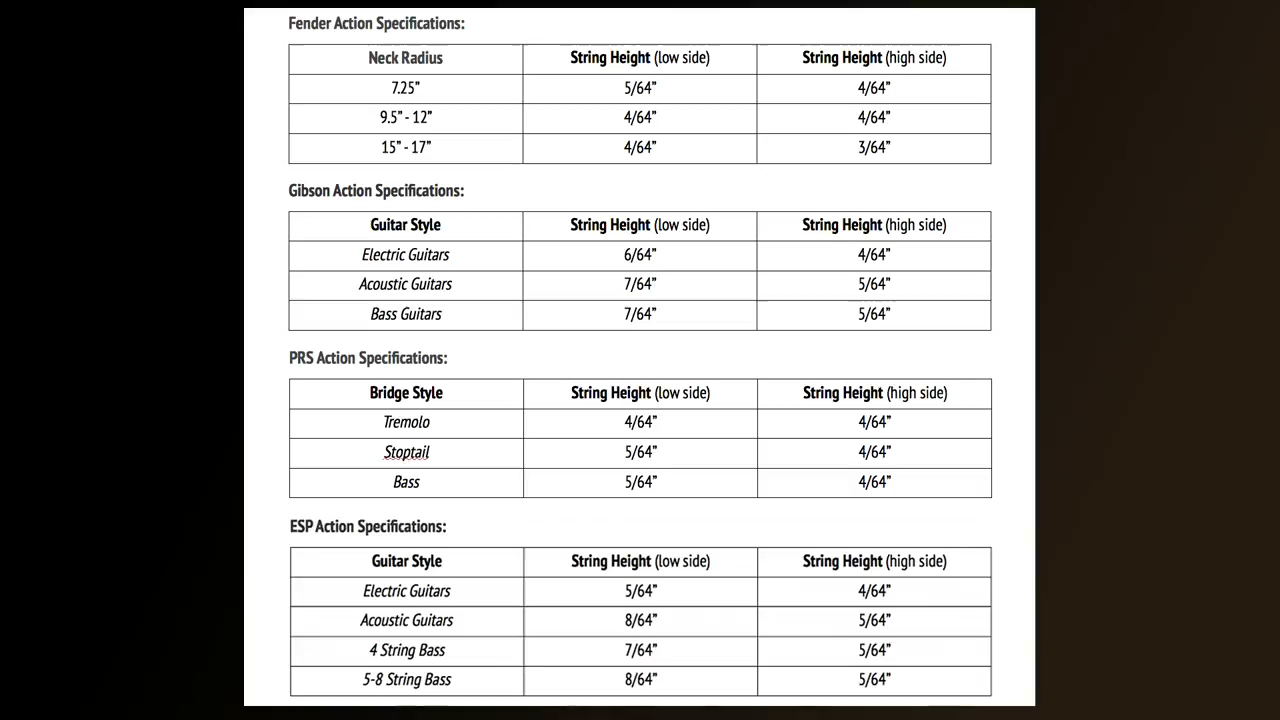 Fender Action Specifications:
Neck Radius String Height (low side) String Height (high side)
7.25” 5/64” 4/64”
9.5” - 12” 4/64” 4/64”
15” - 17” 4/64” 3/64”
Gibson Action Specifications:
Guitar Style String Height (low side) String Height (high side)
Electric Guitars 6/64” 4/64”
Acoustic Guitars 7/64” 5/64”
Bass Guitars 7/64” 5/64”
PRS Action Specifications:
Bridge Style String Height (low side) String Height (high side)
Tremolo 4/64” 4/64”
Stoptail 5/64” 4/64”
Bass 5/64” 4/64”
ESP Action Specifications:
Guitar Style String Height (low side) String Height (high side)
Electric Guitars 5/64” 4/64”
Acoustic Guitars 8/64” 5/64”
4 String Bass 7/64” 5/64”
5-8 String Bass 8/64” 5/64”